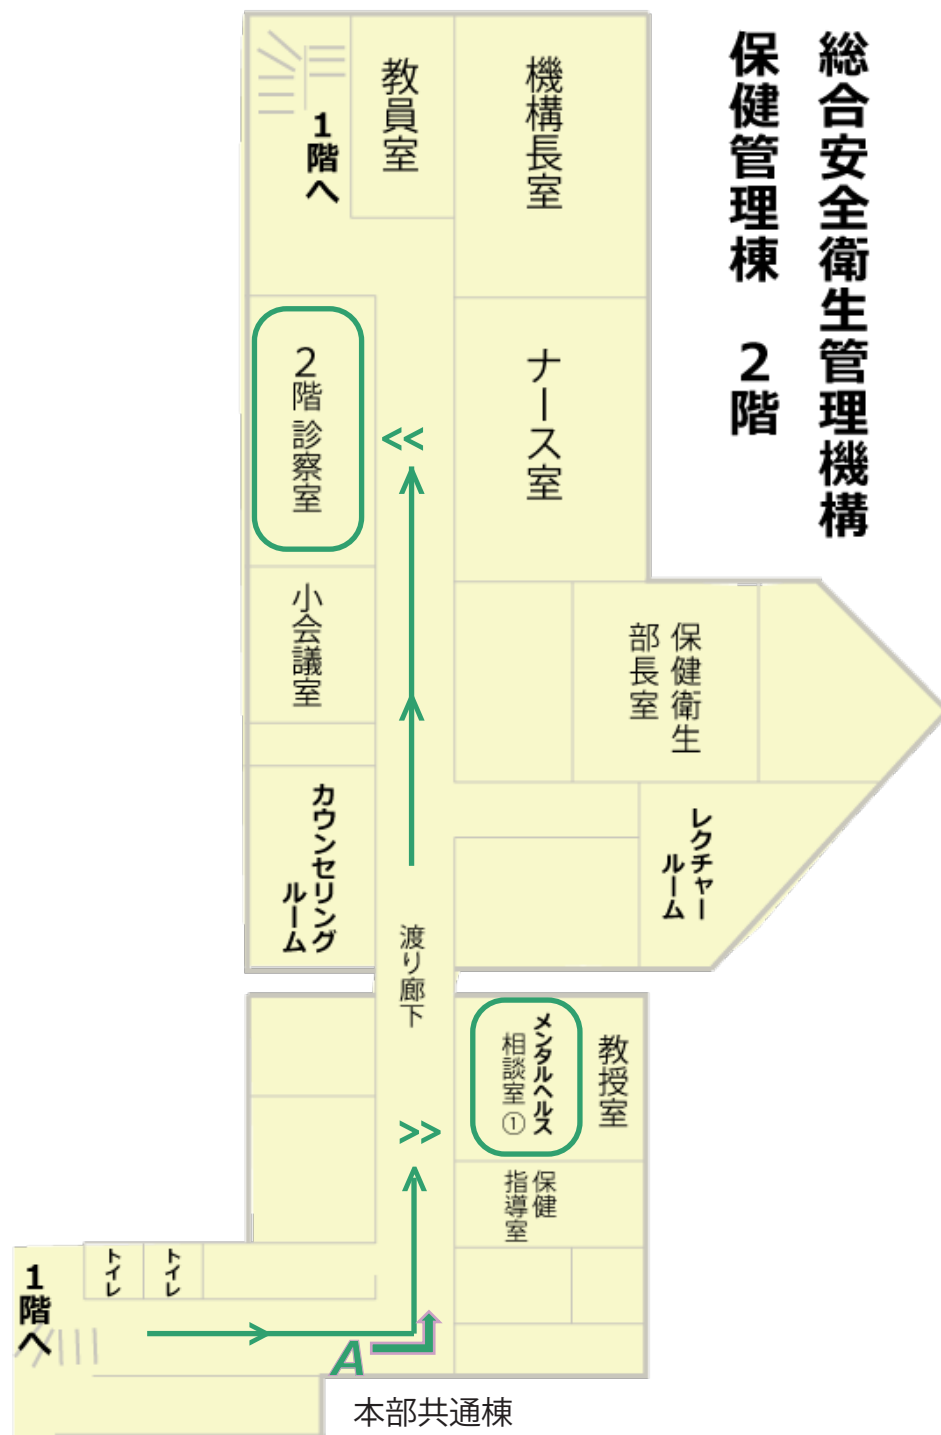 総合安全衛生管理機構
保健管理棟 2階
1階へ
教員室
機構長室
2階診察室
<<
ナース室
小会議室
保健衛生
部長室
カウンセリング
ルーム
レクチャー
ルーム
渡り廊下
メンタルヘルス
相談室①
教授室
>>
保健
指導室
トイレ
トイレ
1階へ
A
本部共通棟